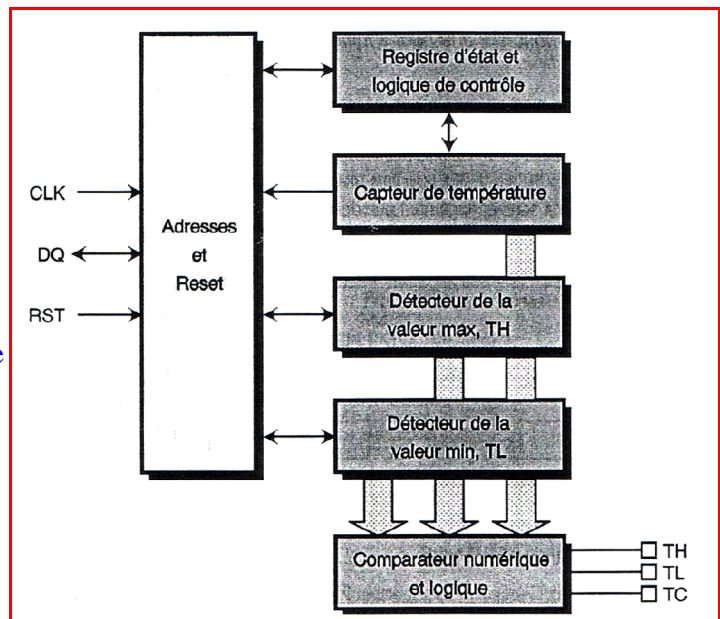 Registre d'état et
logique de contrôle
CLK
Capteur de température
Adresses
et
Reset
DQ
RST
Détecteur de la
valeur max, TH
e
Détecteur de la
valeur min, TL
Comparateur numérique
et logique
TH
TL
TC